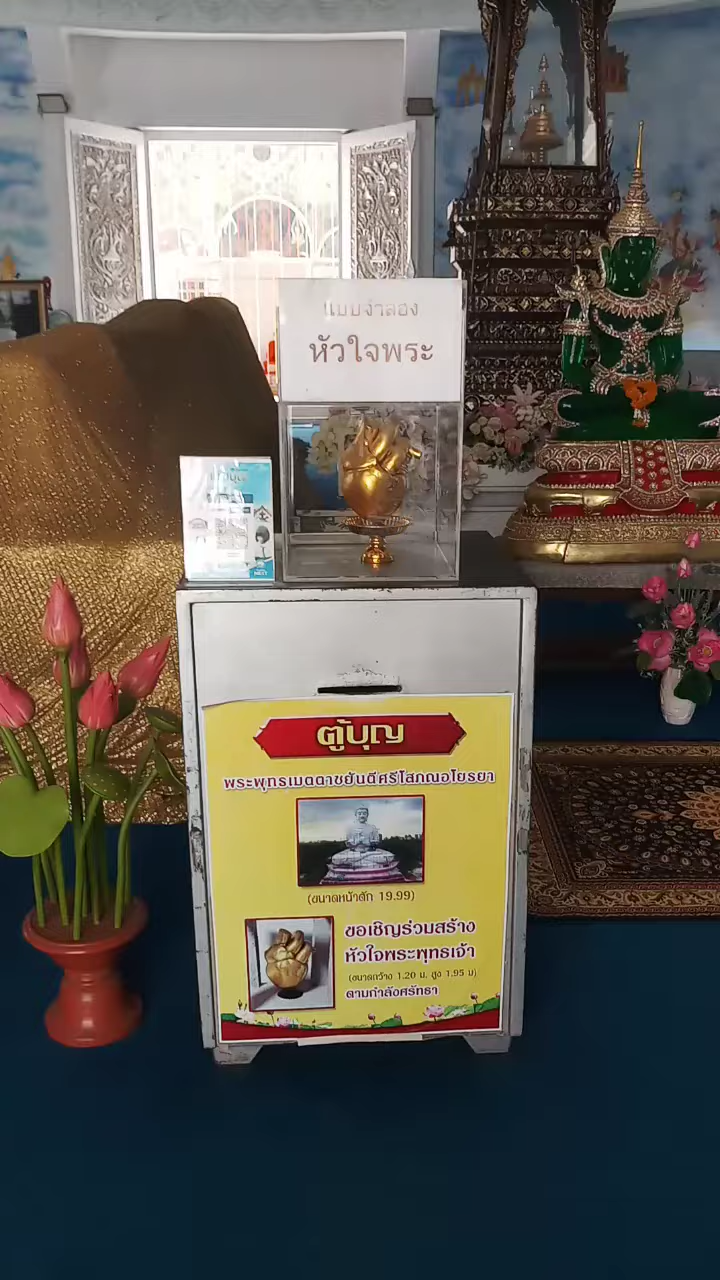 แบบจำลอง
หัวใจพระ
ตู้บุญ
พระพุทธเมตตาชยันตีศรีโสภณอโยธยา
(ขนาดหน้าตัก 19.99)
ขอเชิญร่วมสร้าง
หัวใจพระพุทธเจ้า
(ขนาดกว้าง 1.20 ม. สูง 1.95 ม)
ตามกำลังศรัทธา